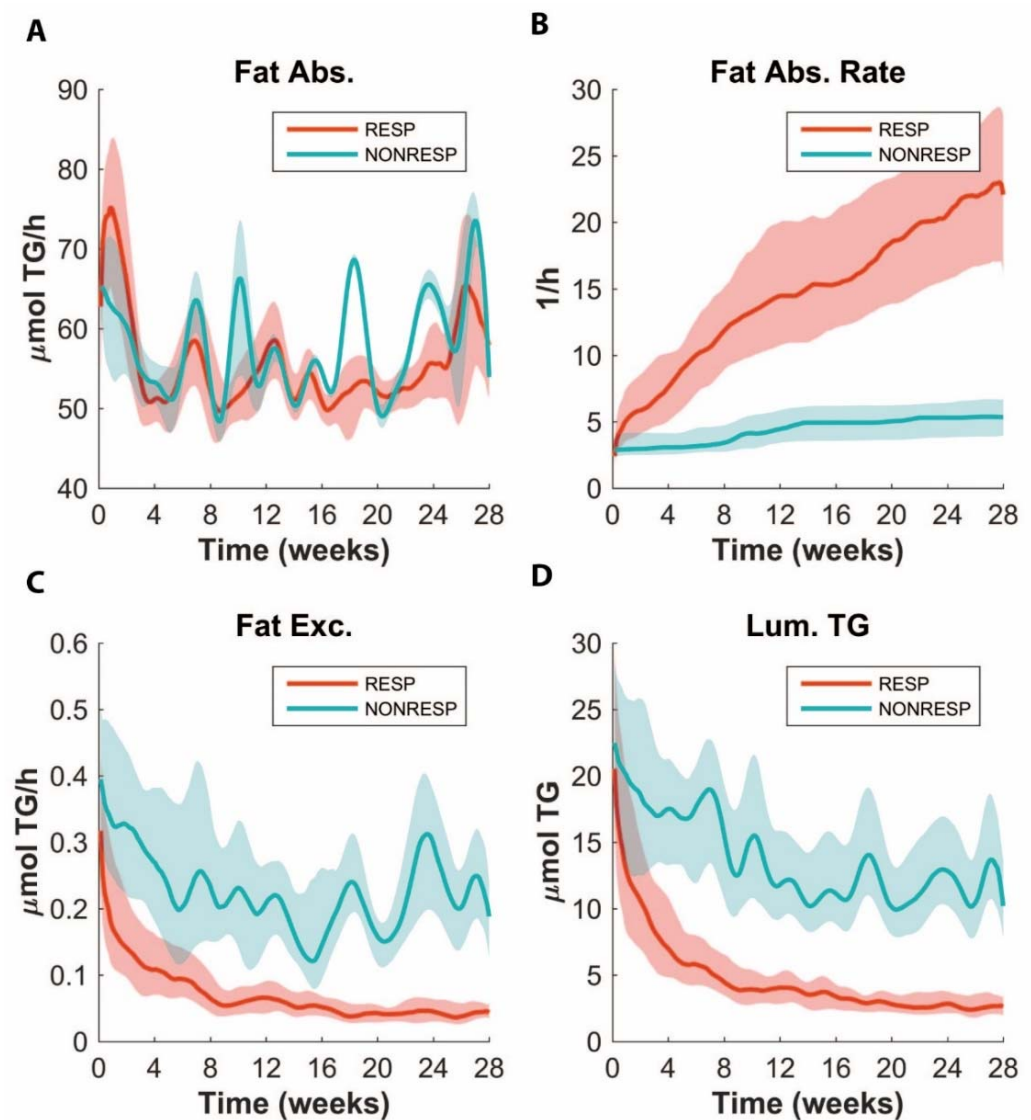 A
Fat Abs.
90
80
70
60
50
40
μmol TG/h
RESP
NONRESP
0 4 8 12 16 20 24 28
Time (weeks)
B
Fat Abs. Rate
30
25
20
15
10
5
0
1/h
RESP
NONRESP
0 4 8 12 16 20 24 28
Time (weeks)
C
Fat Exc.
0.6
0.5
0.4
0.3
0.2
0.1
0
μmol TG/h
RESP
NONRESP
0 4 8 12 16 20 24 28
Time (weeks)
D
Lum. TG
30
25
20
15
10
5
0
μmol TG
RESP
NONRESP
0 4 8 12 16 20 24 28
Time (weeks)